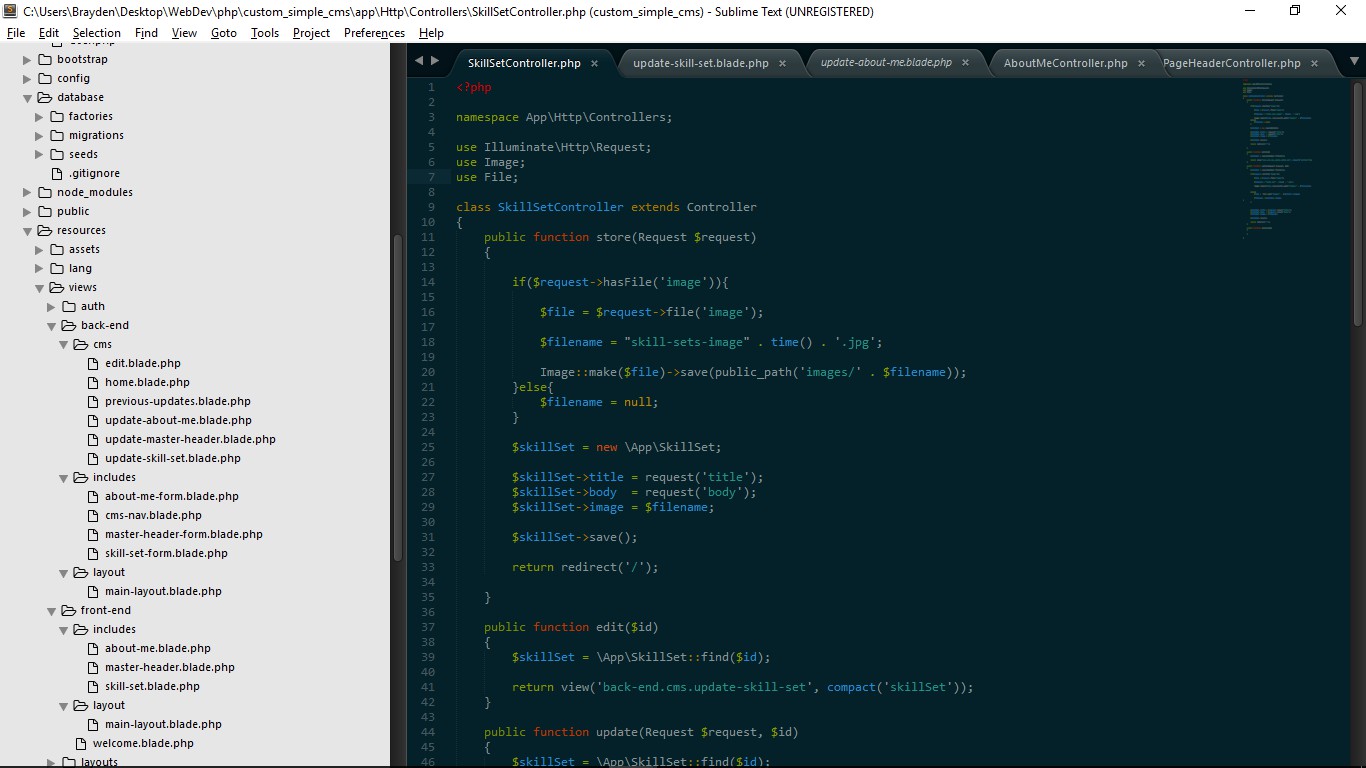 C:\Users\Brayden\Desktop\WebDev\php\custom_simple_cms\app\Http\Controllers\SkillSetController.php (custom_simple_cms) - Sublime Text (UNREGISTERED)
File Edit Selection Find View Goto Tools Project Preferences Help
bootstrap
config
database
factories
migrations
seeds
.gitignore
node_modules
public
resources
assets
lang
views
auth
back-end
cms
edit.blade.php
home.blade.php
previous-updates.blade.php
update-about-me.blade.php
update-master-header.blade.php
update-skill-set.blade.php
includes
about-me-form.blade.php
cms-nav.blade.php
master-header-form.blade.php
skill-set-form.blade.php
layout
main-layout.blade.php
front-end
includes
about-me.blade.php
master-header.blade.php
skill-set.blade.php
layout
main-layout.blade.php
welcome.blade.php
layouts
SkillSetController.php × update-skill-set.blade.php × update-about-me.blade.php × AboutMeController.php × PageHeaderController.php ×
1 <?php
2
3 namespace App\Http\Controllers;
4
5 use Illuminate\Http\Request;
6 use Image;
7 use File;
8
9 class SkillSetController extends Controller
10 {
11 public function store(Request $request)
12 {
13
14 if($request->hasFile('image')){
15
16 $file = $request->file('image');
17
18 $filename = "skill-sets-image" . time() . '.jpg';
19
20 Image::make($file)->save(public_path('images/' . $filename));
21 }else{
22 $filename = null;
23 }
24
25 $skillSet = new \App\SkillSet;
26
27 $skillSet->title = request('title');
28 $skillSet->body = request('body');
29 $skillSet->image = $filename;
30
31 $skillSet->save();
32
33 return redirect('/');
34
35 }
36
37 public function edit($id)
38 {
39 $skillSet = \App\SkillSet::find($id);
40
41 return view('back-end.cms.update-skill-set', compact('skillSet'));
42 }
43
44 public function update(Request $request, $id)
45 {
46 $skillSet = \App\SkillSet::find($id);